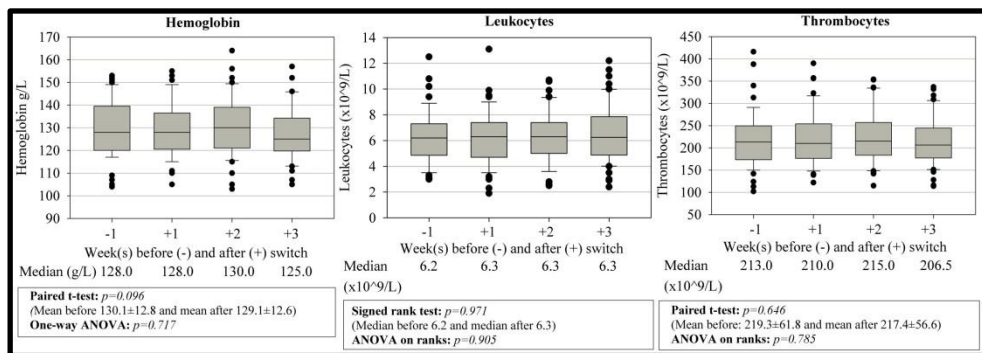 Hemoglobin
Hemoglobin g/L
170
160
150
140
130
120
110
100
90
-1 +1 +2 +3
Week(s) before (-) and after (+) switch
Median (g/L) 128.0 128.0 130.0 125.0
Paired t-test: p=0.096
(Mean before 130.1±12.8 and mean after 129.1±12.6)
One-way ANOVA: p=0.717
Leukocytes
Leukocytes (x10^9/L)
14
12
10
8
6
4
2
0
-1 +1 +2 +3
Week(s) before (-) and after (+) switch
Median 6.2 6.3 6.3 6.3
(x10^9/L)
Signed rank test: p=0.971
(Median before 6.2 and median after 6.3)
ANOVA on ranks: p=0.905
Thrombocytes
Thrombocytes (x10^9/L)
450
400
350
300
250
200
150
100
50
-1 +1 +2 +3
Week(s) before (-) and after (+) switch
Median 213.0 210.0 215.0 206.5
(x10^9/L)
Paired t-test: p=0.646
(Mean before: 219.3±61.8 and mean after 217.4±56.6)
ANOVA on ranks: p=0.785